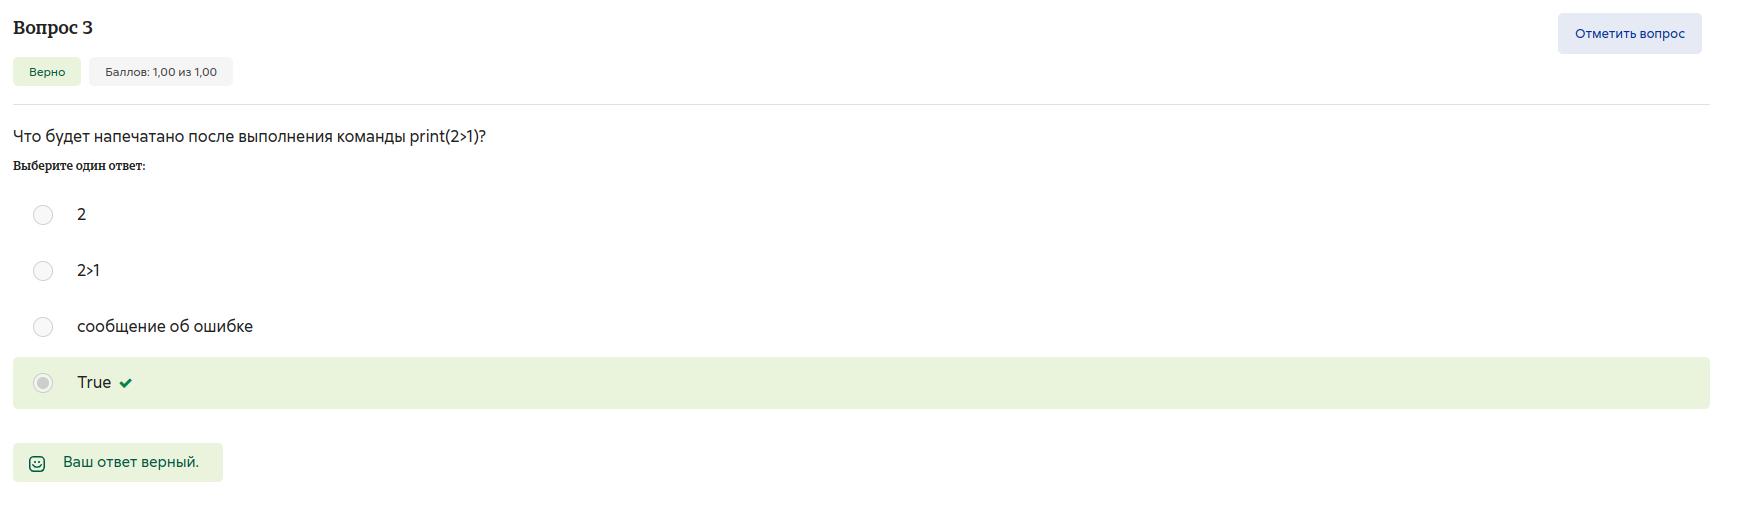 Вопрос 3
Отметить вопрос
Верно
Баллов: 1,00 из 1,00
Что будет напечатано после выполнения команды print(2>1)?
Выберите один ответ:
2
2>1
сообщение об ошибке
True
Ваш ответ верный.